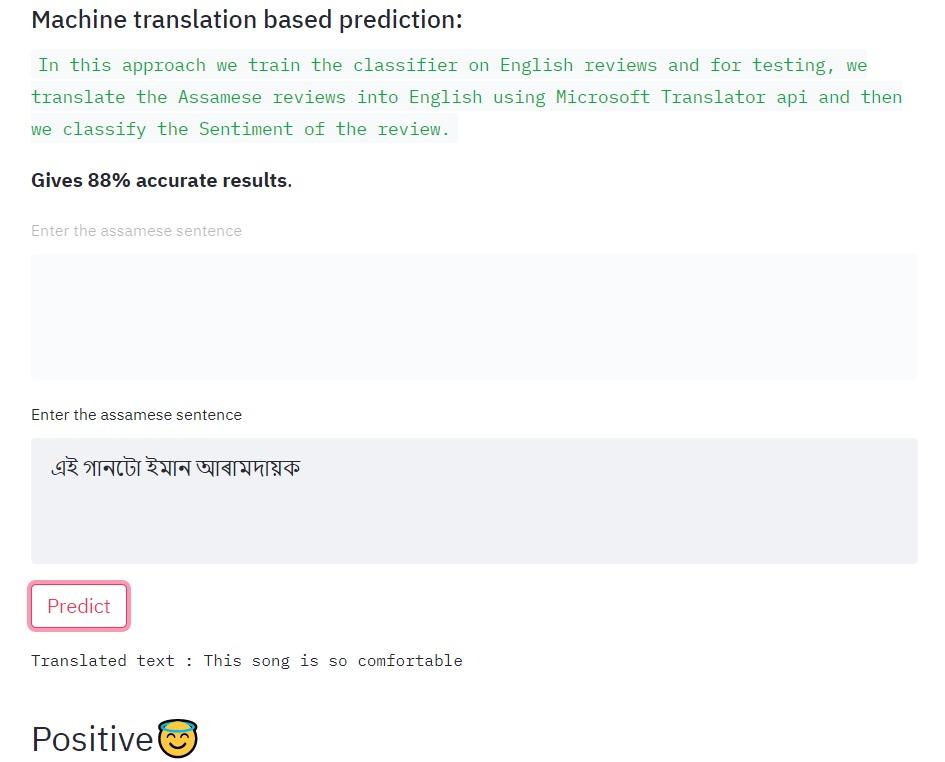 Machine translation based prediction:
In this approach we train the classifier on English reviews and for testing, we
translate the Assamese reviews into English using Microsoft Translator api and then
we classify the Sentiment of the review.
Gives 88% accurate results.
Enter the assamese sentence
Enter the assamese sentence
এই গানটো ইমান আৰামদায়ক
Predict
Translated text : This song is so comfortable
Positive😇